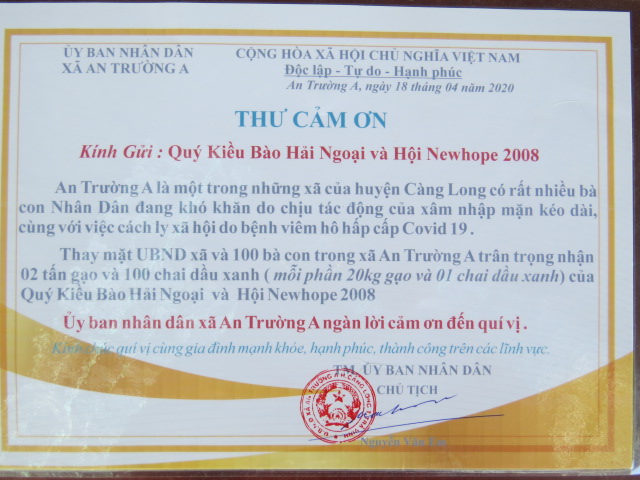 ỦY BAN NHÂN DÂN
XÃ AN TRƯỜNG A
CỘNG HÒA XÃ HỘI CHỦ NGHĨA VIỆT NAM
Độc lập - Tự do - Hạnh phúc
An Trường A, ngày 18 tháng 04 năm 2020
THƯ CẢM ƠN
Kính Gửi : Quý Kiều Bào Hải Ngoại và Hội Newhope 2008
An Trường A là một trong những xã của huyện Càng Long có rất nhiều bà
con Nhân Dân đang khó khăn do chịu tác động của xâm nhập mặn kéo dài,
cùng với việc cách ly xã hội do bệnh viêm hô hấp cấp Covid 19 .
Thay mặt UBND xã và 100 bà con trong xã An Trường A trân trọng nhận
02 tấn gạo và 100 chai dầu xanh ( mỗi phần 20kg gạo và 01 chai dầu xanh) của
Quý Kiều Bào Hải Ngoại và Hội Newhope 2008
Ủy ban nhân dân xã An Trường A ngàn lời cảm ơn đến quí vị .
Kính chúc quí vị cùng gia đình mạnh khỏe, hạnh phúc, thành công trên các lĩnh vực.
TM. ỦY BAN NHÂN DÂN
CHỦ TỊCH
Nguyễn Văn